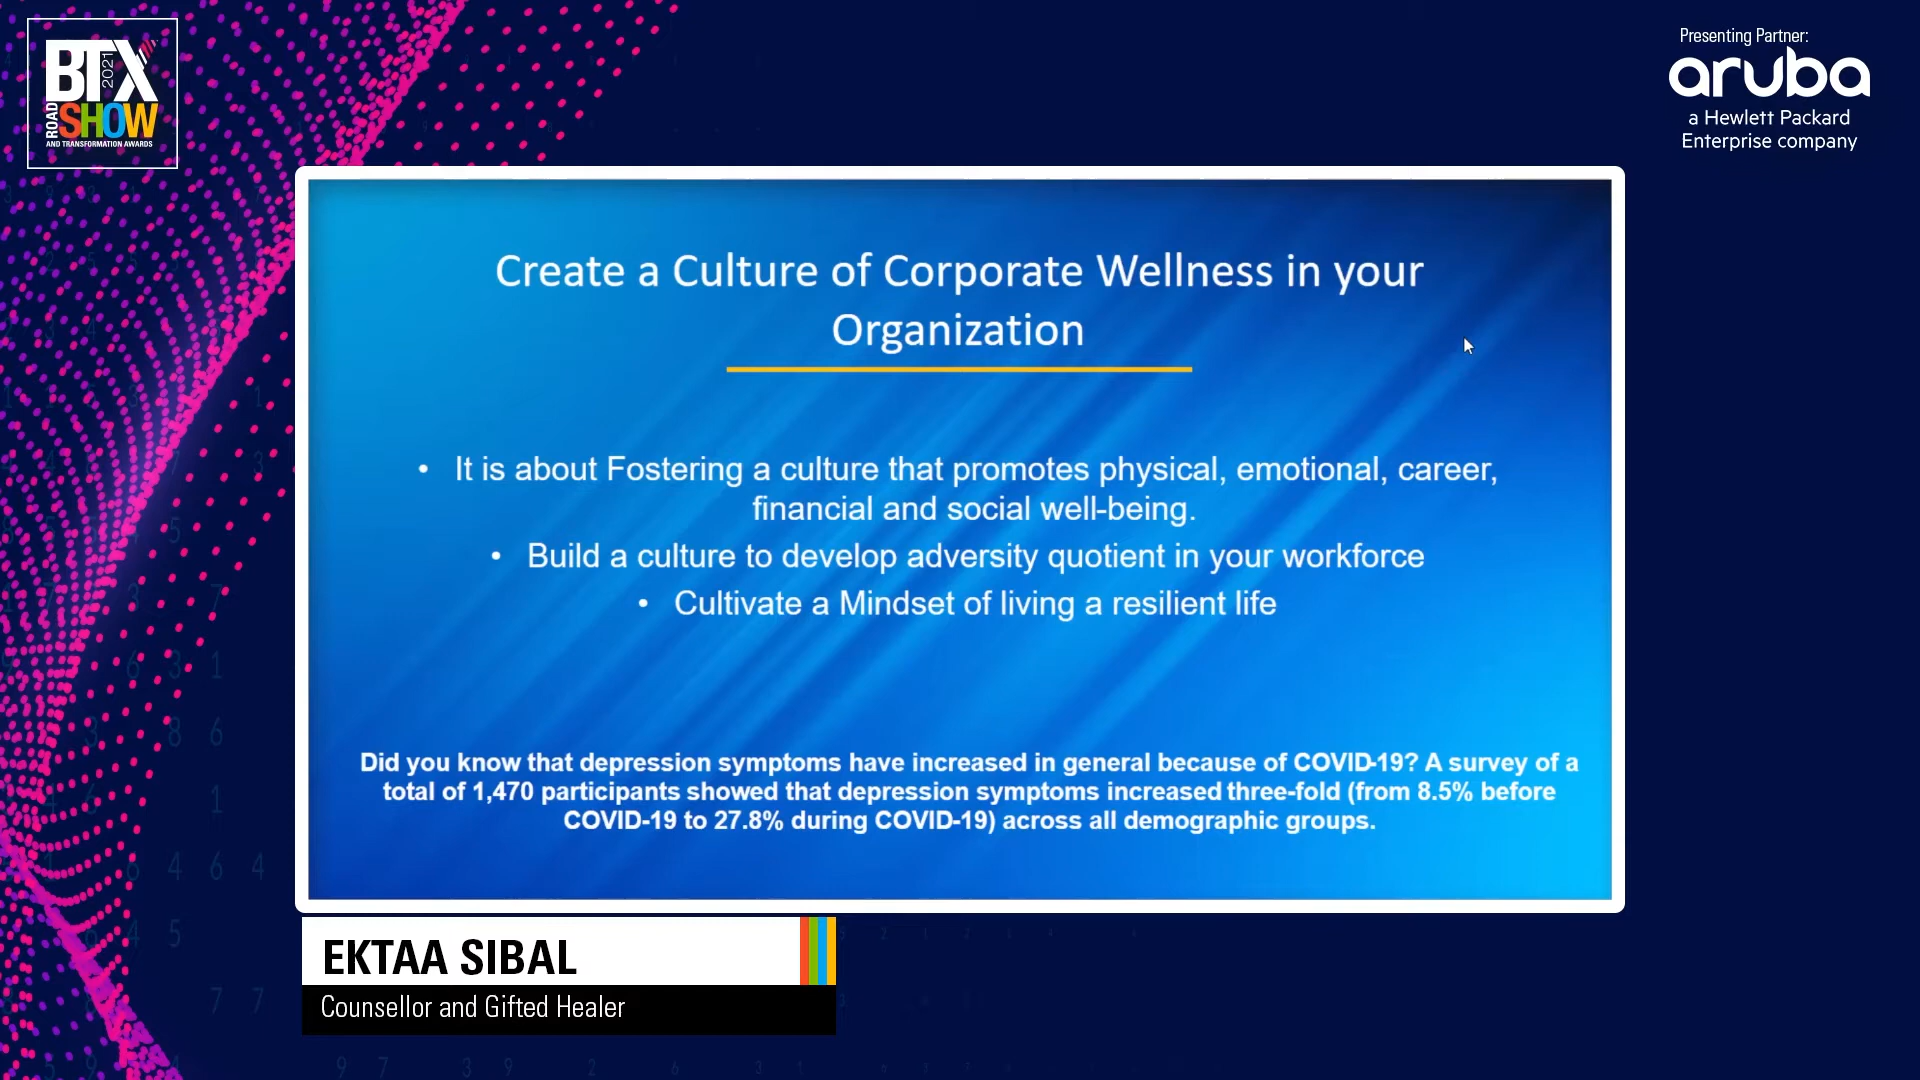 BTX
2021
ROAD
SHOW
AND TRANSFORMATION AWARDS
Presenting Partner:
aruba
a Hewlett Packard
Enterprise company
Create a Culture of Corporate Wellness in your
Organization
• It is about Fostering a culture that promotes physical, emotional, career,
financial and social well-being.
• Build a culture to develop adversity quotient in your workforce
• Cultivate a Mindset of living a resilient life
Did you know that depression symptoms have increased in general because of COVID-19? A survey of a
total of 1,470 participants showed that depression symptoms increased three-fold (from 8.5% before
COVID-19 to 27.8% during COVID-19) across all demographic groups.
EKTAA SIBAL
Counsellor and Gifted Healer